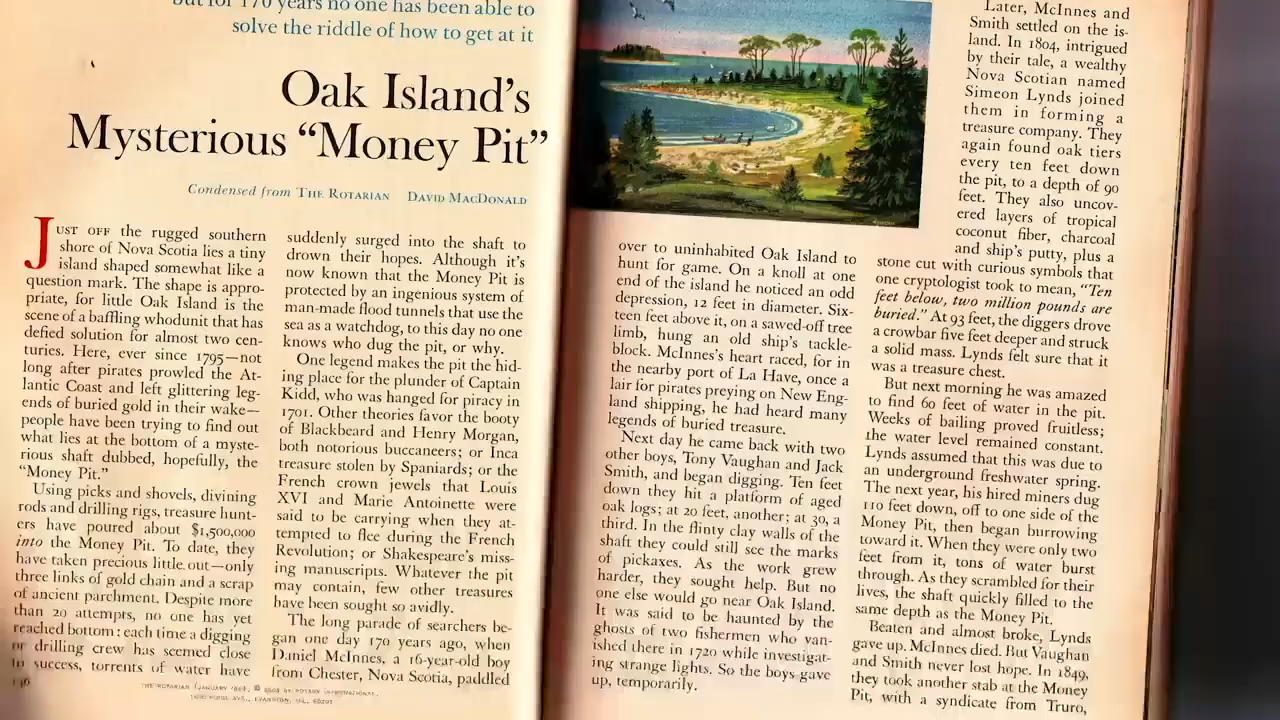 but for 170 years no one has been able to
solve the riddle of how to get at it
Oak Island's
Mysterious “Money Pit”
Condensed from THE ROTARIAN DAVID MACDONALD
JUST OFF the rugged southern
shore of Nova Scotia lies a tiny
island shaped somewhat like a
question mark. The shape is appro-
priate, for little Oak Island is the
scene of a baffling whodunit that has
defied solution for almost two cen-
turies. Here, ever since 1795—not
long after pirates prowled the At-
lantic Coast and left glittering leg-
ends of buried gold in their wake—
people have been trying to find out
what lies at the bottom of a myste-
rious shaft dubbed, hopefully, the
“Money Pit.”
Using picks and shovels, divining
rods and drilling rigs, treasure hunt-
ers have poured about $1,500,000
into the Money Pit. To date, they
have taken precious little out—only
three links of gold chain and a scrap
of ancient parchment. Despite more
than 20 attempts, no one has yet
reached bottom: each time a digging
or drilling crew has seemed close
to success, torrents of water have
suddenly surged into the shaft to
drown their hopes. Although it's
now known that the Money Pit is
protected by an ingenious system of
man-made flood tunnels that use the
sea as a watchdog, to this day no one
knows who dug the pit, or why.
One legend makes the pit the hid-
ing place for the plunder of Captain
Kidd, who was hanged for piracy in
1701. Other theories favor the booty
of Blackbeard and Henry Morgan,
both notorious buccaneers; or Inca
treasure stolen by Spaniards; or the
French crown jewels that Louis
XVI and Marie Antoinette were
said to be carrying when they at-
tempted to flee during the French
Revolution; or Shakespeare's miss-
ing manuscripts. Whatever the pit
may contain, few other treasures
have been sought so avidly.
The long parade of searchers be-
gan one day 170 years ago, when
Daniel McInnes, a 16-year-old boy
from Chester, Nova Scotia, paddled
136
THE ROTARIAN (JANUARY © BY ROTARY INTERNATIONAL,
RIDGE AVE., EVANSTON, ILL. 60201
over to uninhabited Oak Island to
hunt for game. On a knoll at one
end of the island he noticed an odd
depression, 12 feet in diameter. Six-
teen feet above it, on a sawed-off tree
limb, hung an old ship's tackle-
block. McInnes's heart raced, for in
the nearby port of La Have, once a
lair for pirates preying on New Eng-
land shipping, he had heard many
legends of buried treasure.
Next day he came back with two
other boys, Tony Vaughan and Jack
Smith, and began digging. Ten feet
down they hit a platform of aged
oak logs; at 20 feet, another; at 30, a
third. In the flinty clay walls of the
shaft they could still see the marks
of pickaxes. As the work grew
harder, they sought help. But no
one else would go near Oak Island.
It was said to be haunted by the
ghosts of two fishermen who van-
ished there in 1720 while investigat-
ing strange lights. So the boys gave
up, temporarily.
Later, McInnes and
Smith settled on the is-
land. In 1804, intrigued
by their tale, a wealthy
Nova Scotian named
Simeon Lynds joined
them in forming a
treasure company. They
again found oak tiers
every ten feet down
the pit, to a depth of 90
feet. They also uncov-
ered layers of tropical
coconut fiber, charcoal
and ship's putty, plus a
stone cut with curious symbols that
one cryptologist took to mean, “Ten
feet below, two million pounds are
buried.” At 93 feet, the diggers drove
a crowbar five feet deeper and struck
a solid mass. Lynds felt sure that it
was a treasure chest.
But next morning he was amazed
to find 60 feet of water in the pit.
Weeks of bailing proved fruitless;
the water level remained constant.
Lynds assumed that this was due to
an underground freshwater spring.
The next year, his hired miners dug
110 feet down, off to one side of the
Money Pit, then began burrowing
toward it. When they were only two
feet from it, tons of water burst
through. As they scrambled for their
lives, the shaft quickly filled to the
same depth as the Money Pit.
Beaten and almost broke, Lynds
gave up. McInnes died. But Vaughan
and Smith never lost hope. In 1849,
they took another stab at the Money
Pit, with a syndicate from Truro,